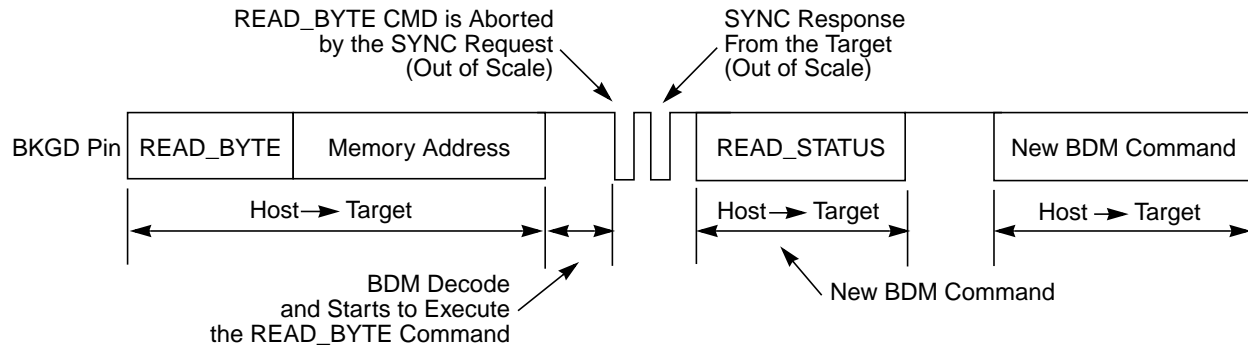 READ_BYTE CMD is Aborted
by the SYNC Request
(Out of Scale)
SYNC Response
From the Target
(Out of Scale)
BKGD Pin
READ_BYTE
Memory Address
READ_STATUS
New BDM Command
Host Target
Host Target
Host Target
BDM Decode
and Starts to Execute
the READ_BYTE Command
New BDM Command